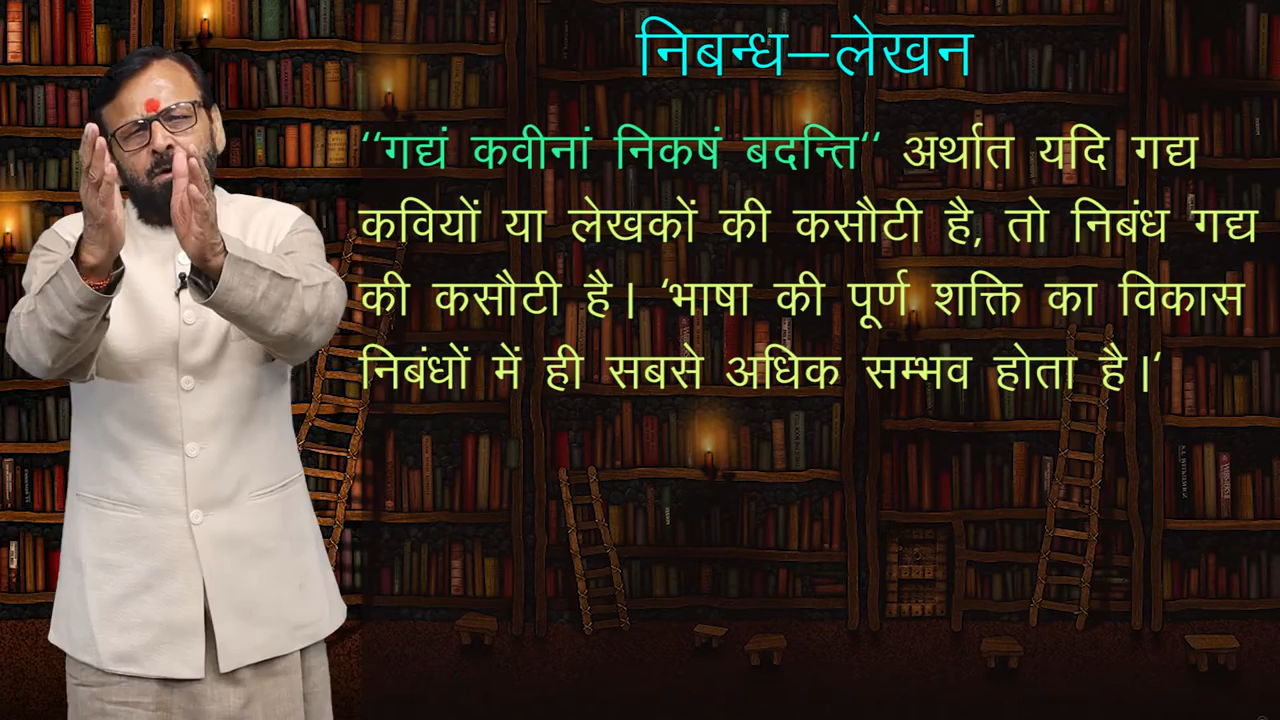 निबन्ध–लेखन
‘‘गद्यं कवीनां निकषं बदन्ति‘‘ अर्थात यदि गद्य
कवियों या लेखकों की कसौटी है, तो निबंध गद्य
की कसौटी है। ‘भाषा की पूर्ण शक्ति का विकास
निबंधों में ही सबसे अधिक सम्भव होता है।‘